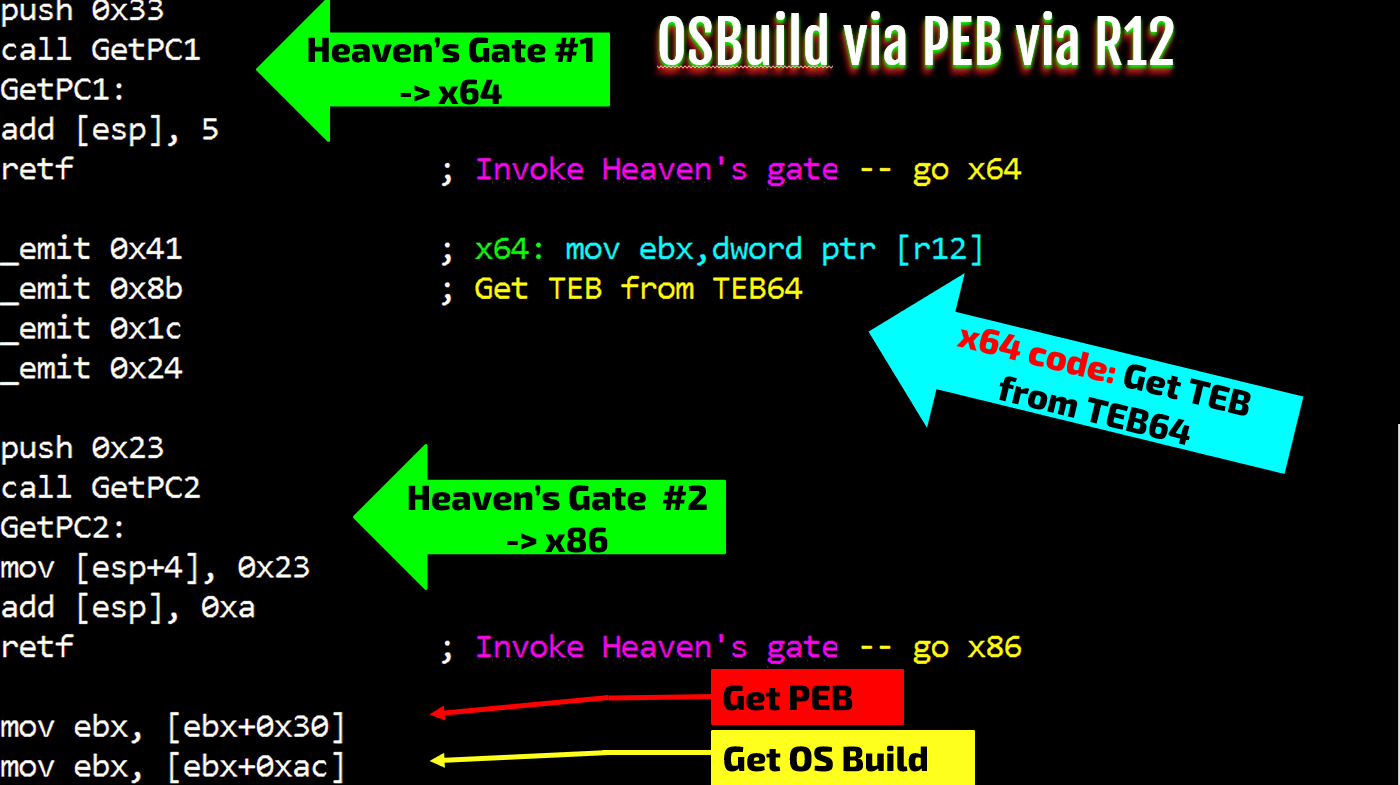 OSBuild via PEB via R12
push 0x33
call GetPC1
GetPC1:
add [esp], 5
retf ; Invoke Heaven's gate -- go x64
Heaven's Gate #1
-> x64
_emit 0x41 ; x64: mov ebx,dword ptr [r12]
_emit 0x8b ; Get TEB from TEB64
_emit 0x1c
_emit 0x24
x64 code: Get TEB
from TEB64
push 0x23
call GetPC2
GetPC2:
mov [esp+4], 0x23
add [esp], 0xa
retf ; Invoke Heaven's gate -- go x86
Heaven's Gate #2
-> x86
mov ebx, [ebx+0x30]
Get PEB
mov ebx, [ebx+0xac]
Get OS Build